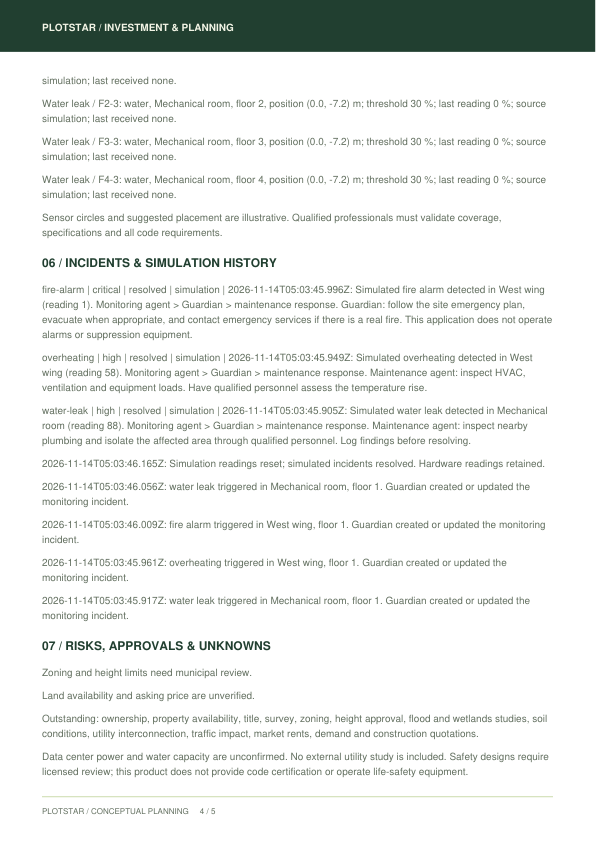 PLOTSTAR / INVESTMENT & PLANNING
simulation; last received none.
Water leak / F2-3: water, Mechanical room, floor 2, position (0.0, -7.2) m; threshold 30 %; last reading 0 %; source
simulation; last received none.
Water leak / F3-3: water, Mechanical room, floor 3, position (0.0, -7.2) m; threshold 30 %; last reading 0 %; source
simulation; last received none.
Water leak / F4-3: water, Mechanical room, floor 4, position (0.0, -7.2) m; threshold 30 %; last reading 0 %; source
simulation; last received none.
Sensor circles and suggested placement are illustrative. Qualified professionals must validate coverage,
specifications and all code requirements.
06 / INCIDENTS & SIMULATION HISTORY
fire-alarm | critical | resolved | simulation | 2026-11-14T05:03:45.996Z: Simulated fire alarm detected in West wing
(reading 1). Monitoring agent > Guardian > maintenance response. Guardian: follow the site emergency plan,
evacuate when appropriate, and contact emergency services if there is a real fire. This application does not operate
alarms or suppression equipment.
overheating | high | resolved | simulation | 2026-11-14T05:03:45.949Z: Simulated overheating detected in West
wing (reading 58). Monitoring agent > Guardian > maintenance response. Maintenance agent: inspect HVAC,
ventilation and equipment loads. Have qualified personnel assess the temperature rise.
water-leak | high | resolved | simulation | 2026-11-14T05:03:45.905Z: Simulated water leak detected in Mechanical
room (reading 88). Monitoring agent > Guardian > maintenance response. Maintenance agent: inspect nearby
plumbing and isolate the affected area through qualified personnel. Log findings before resolving.
2026-11-14T05:03:46.165Z: Simulation readings reset; simulated incidents resolved. Hardware readings retained.
2026-11-14T05:03:46.056Z: water leak triggered in Mechanical room, floor 1. Guardian created or updated the
monitoring incident.
2026-11-14T05:03:46.009Z: fire alarm triggered in West wing, floor 1. Guardian created or updated the monitoring
incident.
2026-11-14T05:03:45.961Z: overheating triggered in West wing, floor 1. Guardian created or updated the
monitoring incident.
2026-11-14T05:03:45.917Z: water leak triggered in Mechanical room, floor 1. Guardian created or updated the
monitoring incident.
07 / RISKS, APPROVALS & UNKNOWNS
Zoning and height limits need municipal review.
Land availability and asking price are unverified.
Outstanding: ownership, property availability, title, survey, zoning, height approval, flood and wetlands studies, soil
conditions, utility interconnection, traffic impact, market rents, demand and construction quotations.
Data center power and water capacity are unconfirmed. No external utility study is included. Safety designs require
licensed review; this product does not provide code certification or operate life-safety equipment.
PLOTSTAR / CONCEPTUAL PLANNING 4 / 5